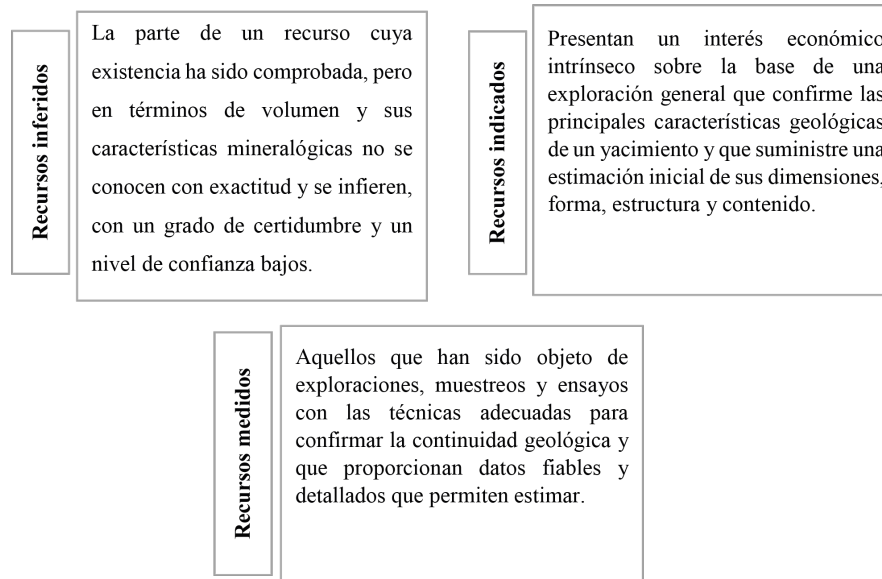 Recursos inferidos
La parte de un recurso cuya
existencia ha sido comprobada, pero
en términos de volumen y sus
características mineralógicas no se
conocen con exactitud y se infieren,
con un grado de certidumbre y un
nivel de confianza bajos.
Recursos indicados
Presentan un interés económico
intrínseco sobre la base de una
exploración general que confirme las
principales características geológicas
de un yacimiento y que suministre una
estimación inicial de sus dimensiones,
forma, estructura y contenido.
Recursos medidos
Aquellos que han sido objeto de
exploraciones, muestreos y ensayos
con las técnicas adecuadas para
confirmar la continuidad geológica y
que proporcionan datos fiables y
detallados que permiten estimar.